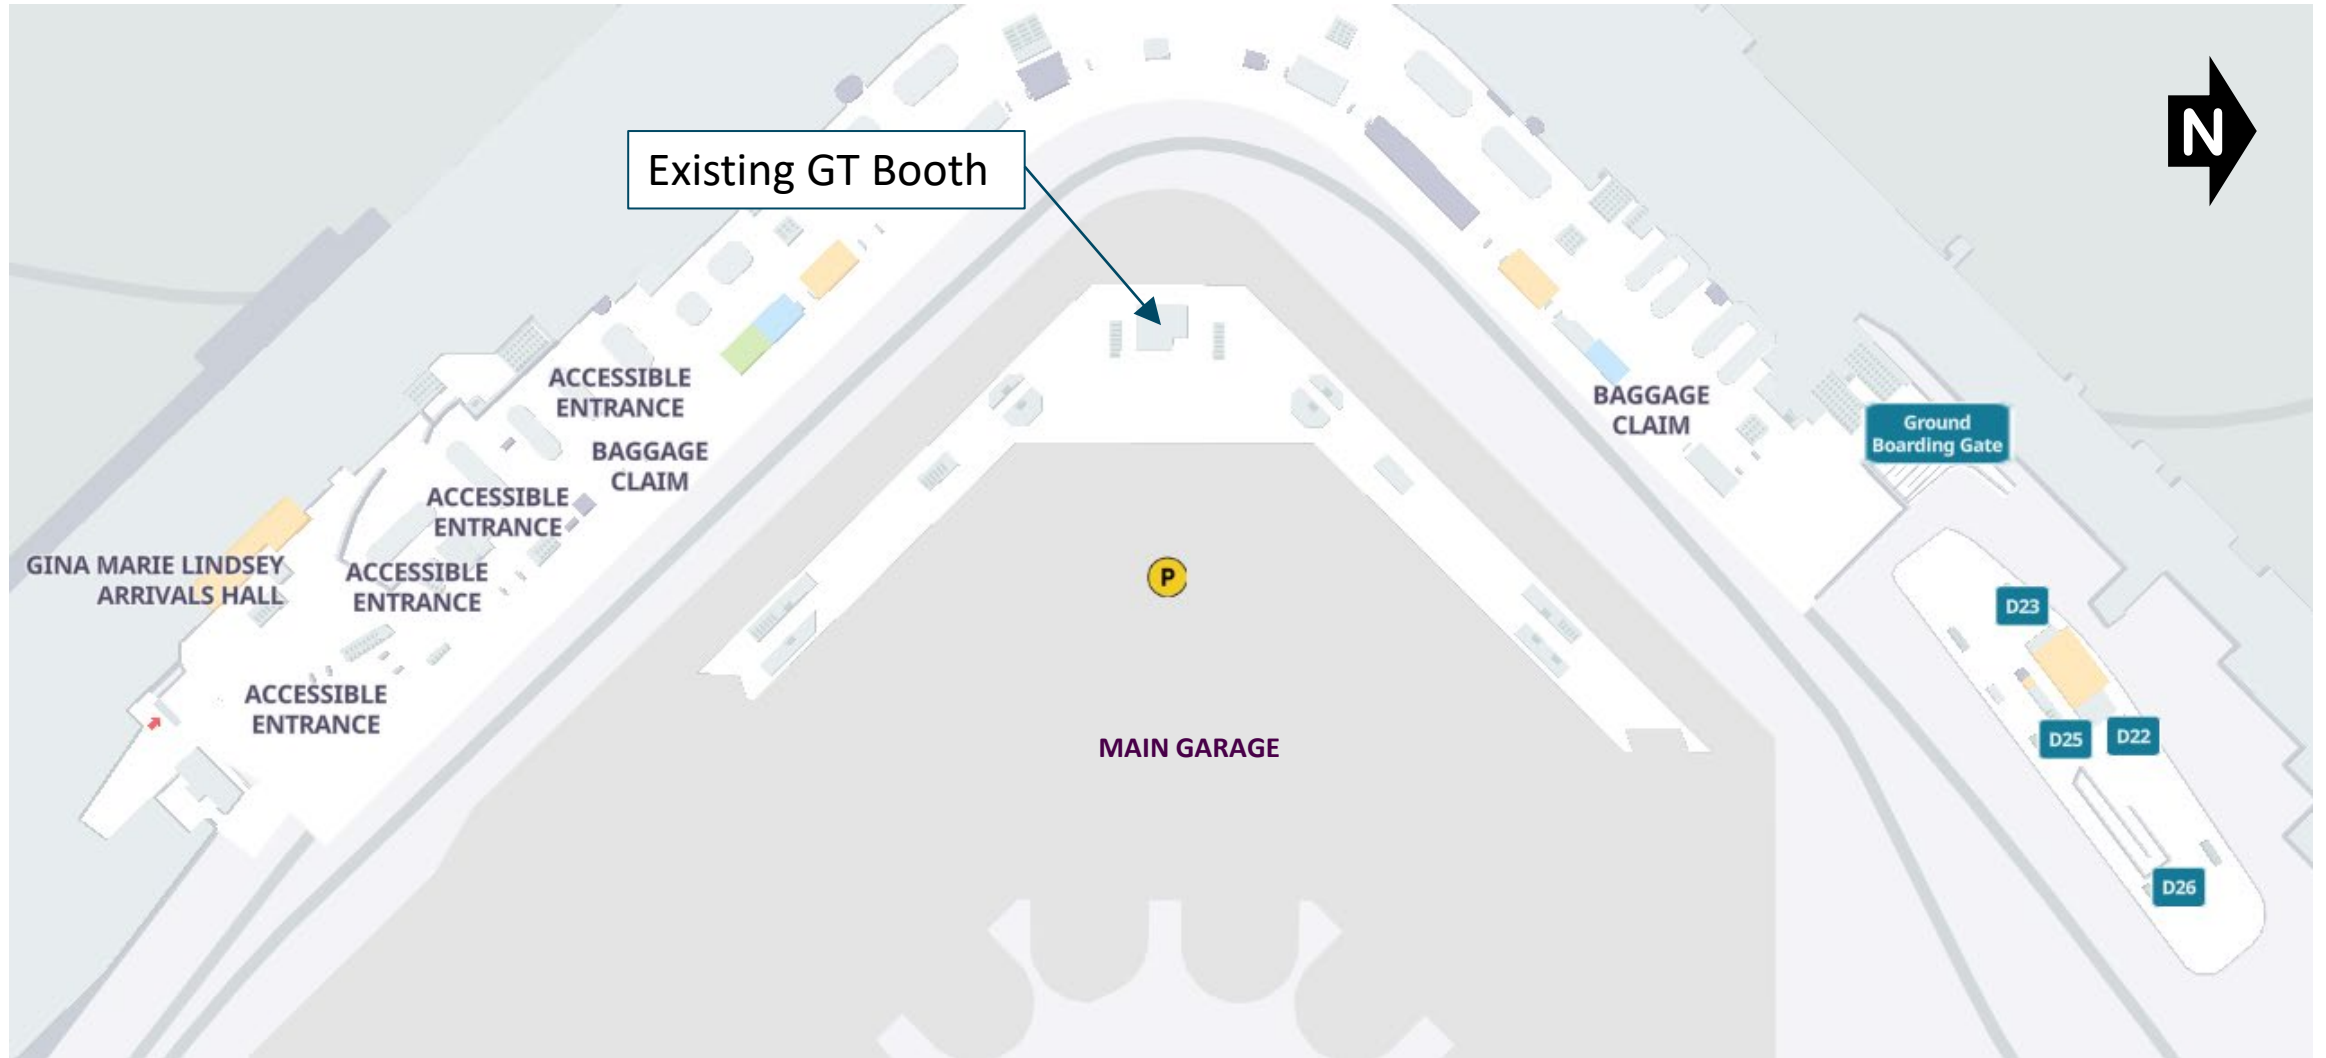 N
Existing GT Booth
ACCESSIBLE
ENTRANCE
BAGGAGE
CLAIM
BAGGAGE
CLAIM
Ground
Boarding Gate
ACCESSIBLE
ENTRANCE
GINA MARIE LINDSEY
ARRIVALS HALL
ACCESSIBLE
ENTRANCE
P
D23
ACCESSIBLE
ENTRANCE
MAIN GARAGE
D25
D22
D26